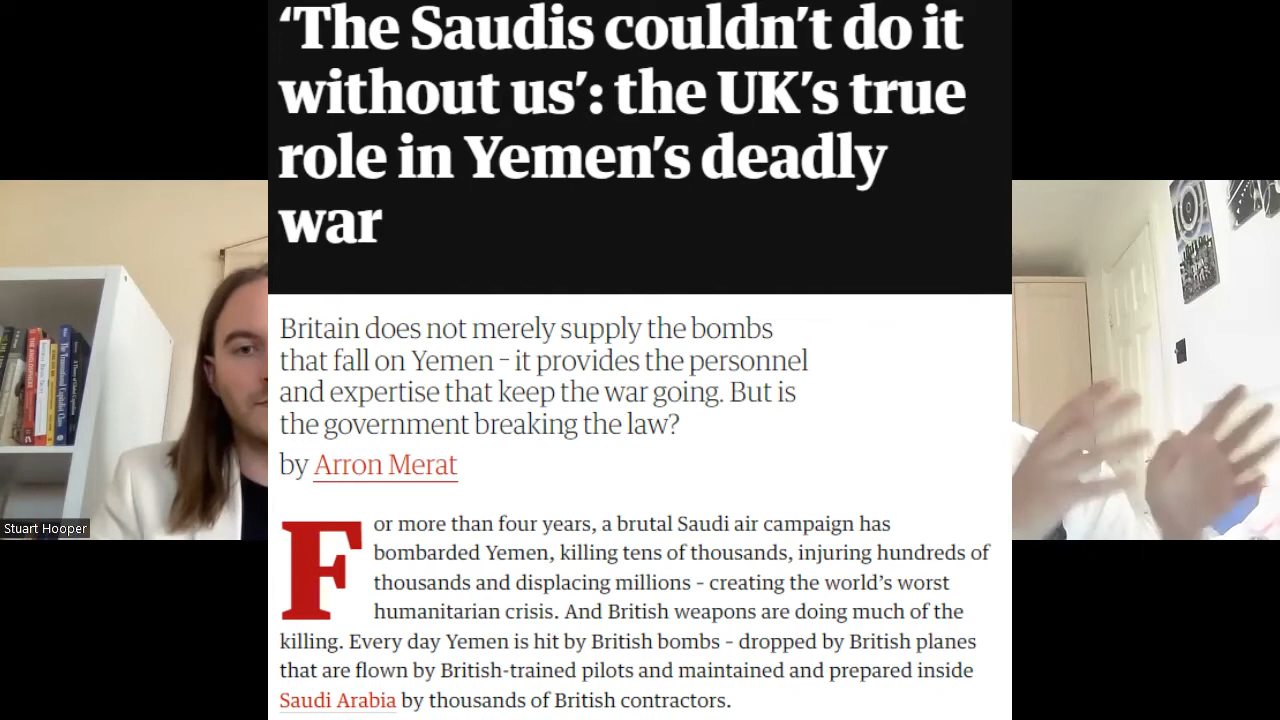 ‘The Saudis couldn’t do it
without us’: the UK’s true
role in Yemen’s deadly
war
Britain does not merely supply the bombs
that fall on Yemen – it provides the personnel
and expertise that keep the war going. But is
the government breaking the law?
by Arron Merat
For more than four years, a brutal Saudi air campaign has
bombarded Yemen, killing tens of thousands, injuring hundreds of
thousands and displacing millions – creating the world’s worst
humanitarian crisis. And British weapons are doing much of the
killing. Every day Yemen is hit by British bombs – dropped by British planes
that are flown by British-trained pilots and maintained and prepared inside
Saudi Arabia by thousands of British contractors.
Stuart Hooper